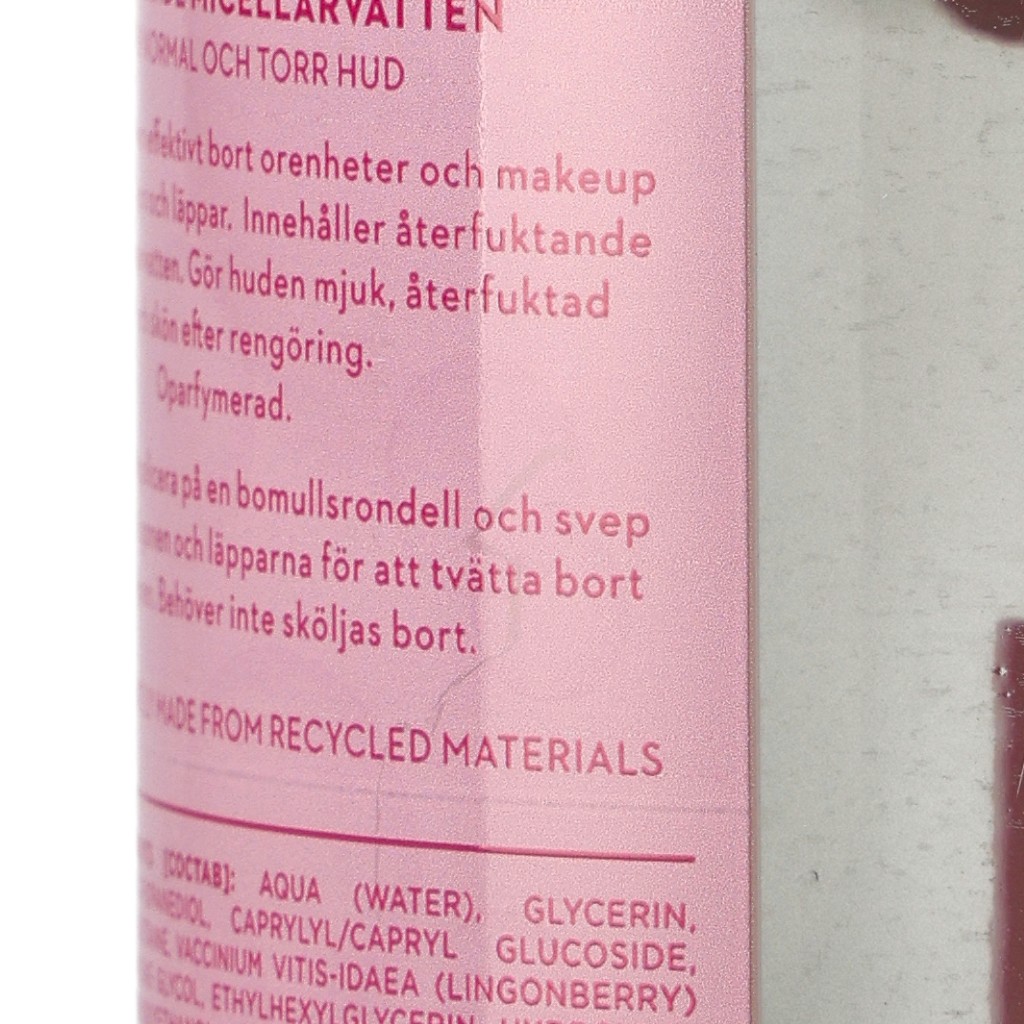 MICELLARVATTEN
NORMAL OCH TORR HUD
effektivt bort orenheter och makeup
och läppar. Innehåller återfuktande
Gör huden mjuk, återfuktad
skön efter rengöring.
Oparfymerad.
på en bomullsrondell och svep
och läpparna för att tvätta bort
Behöver inte sköljas bort.
MADE FROM RECYCLED MATERIALS
[СОСТАВ]: AQUA (WATER), GLYCERIN,
CAPRYLYL/CAPRYL GLUCOSIDE,
VACCINIUM VITIS-IDAEA (LINGONBERRY)
GLYCOL, ETHYLHEXYLGLYCERIN,